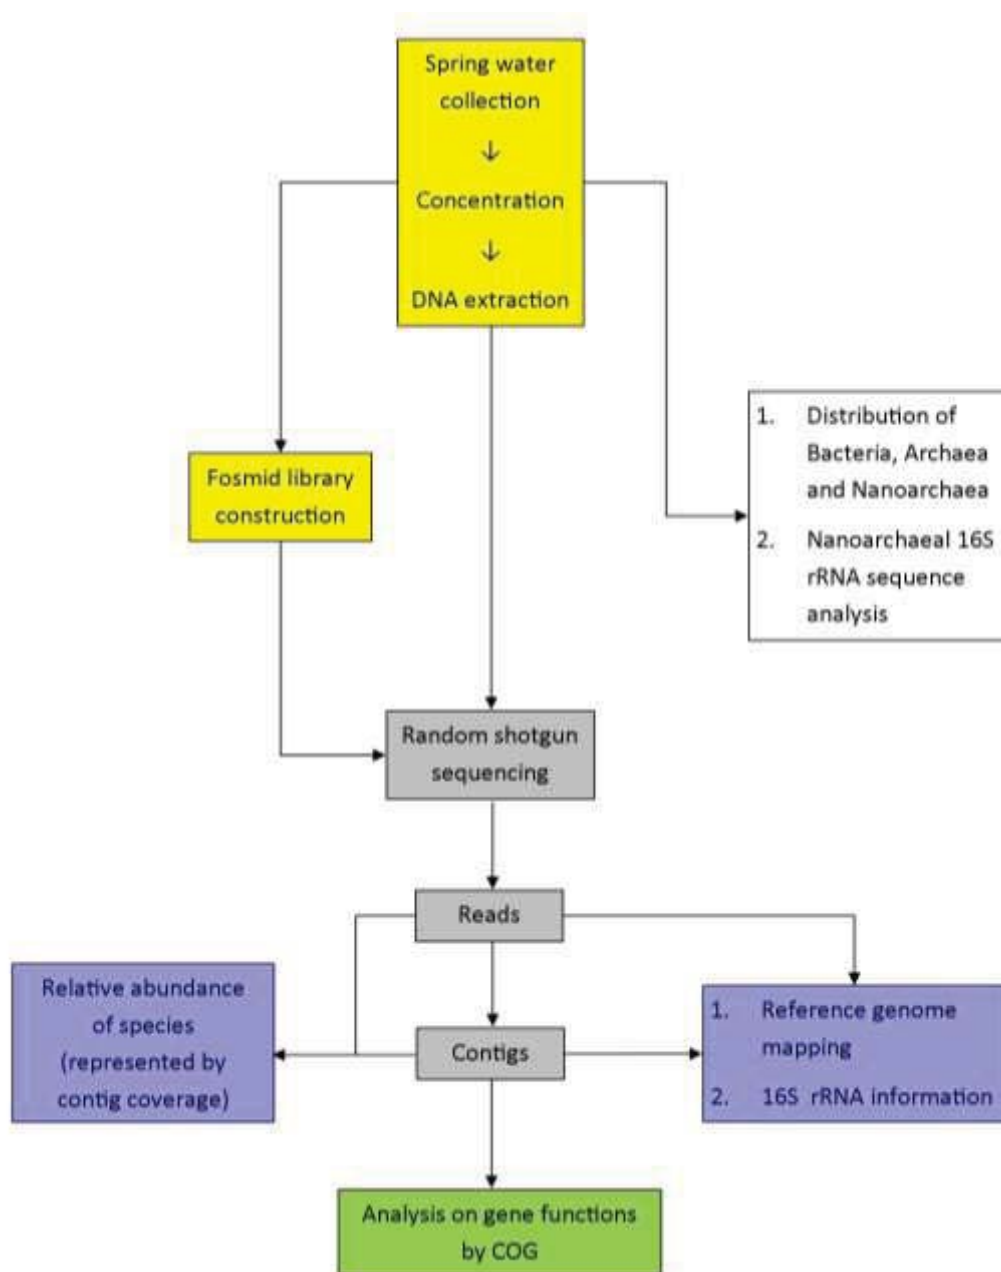 Spring water
collection
↓
Concentration
↓
DNA extraction
Fosmid library
construction
1. Distribution of
Bacteria, Archaea
and Nanoarchaea
2. Nanoarchaeal 16S
rRNA sequence
analysis
Random shotgun
sequencing
Reads
Relative abundance
of species
(represented by
contig coverage)
Contigs
1. Reference genome
mapping
2. 16S rRNA information
Analysis on gene functions
by COG